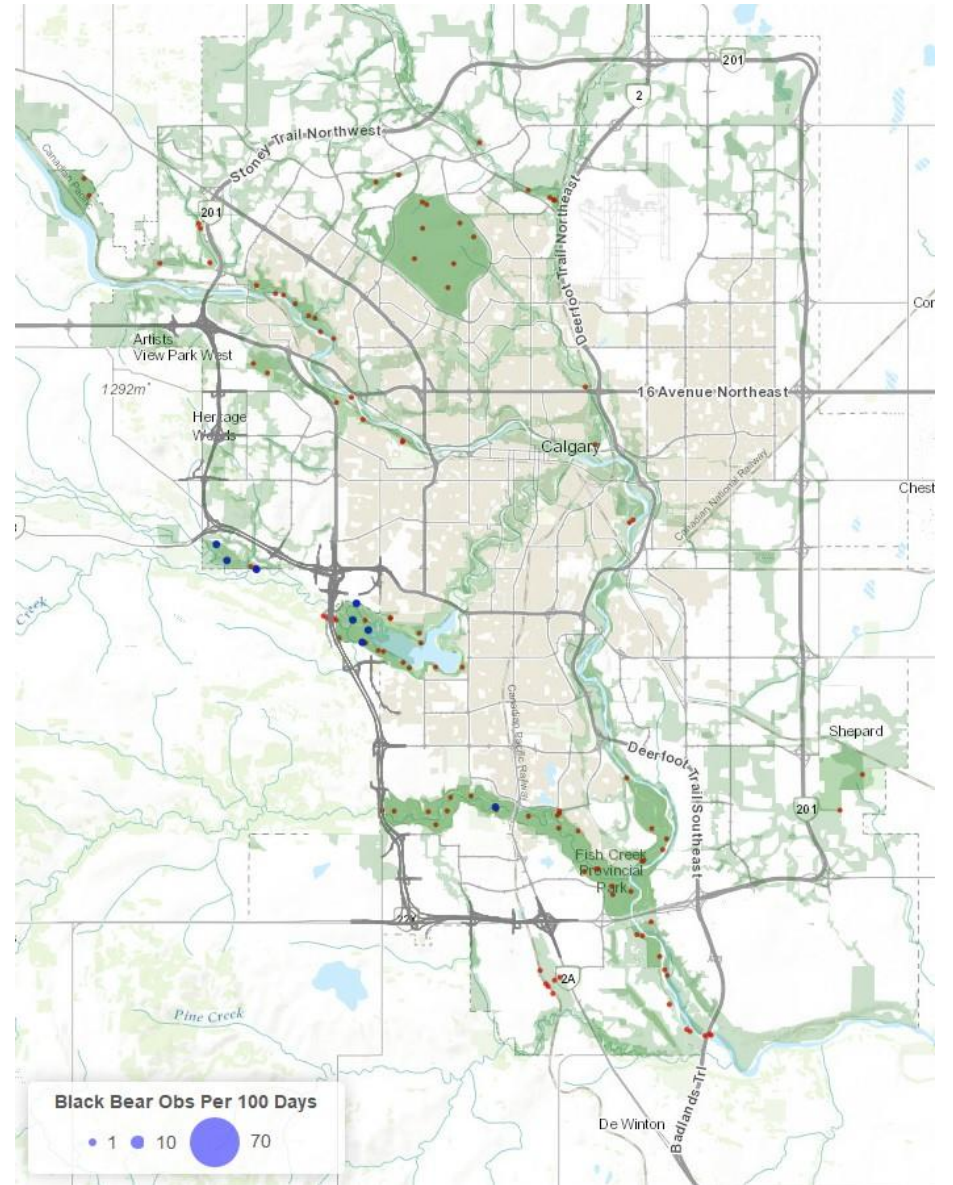 201
2
Stoney Trail Northwest
Canadian Pacific
201
Deerfoot Trail Northeast
Artists
View Park West
1292m
16 Avenue Northeast
Heritage
Woods
Calgary
Canadian National Railway
Chest
Creek
Canadian Pacific Railway
Shepard
Deerfoot Trail Southeast
201
Fish Creek
Provincial
Park
2A
Pine Creek
Black Bear Obs Per 100 Days
1 10 70
De Winton
Badlands Trl